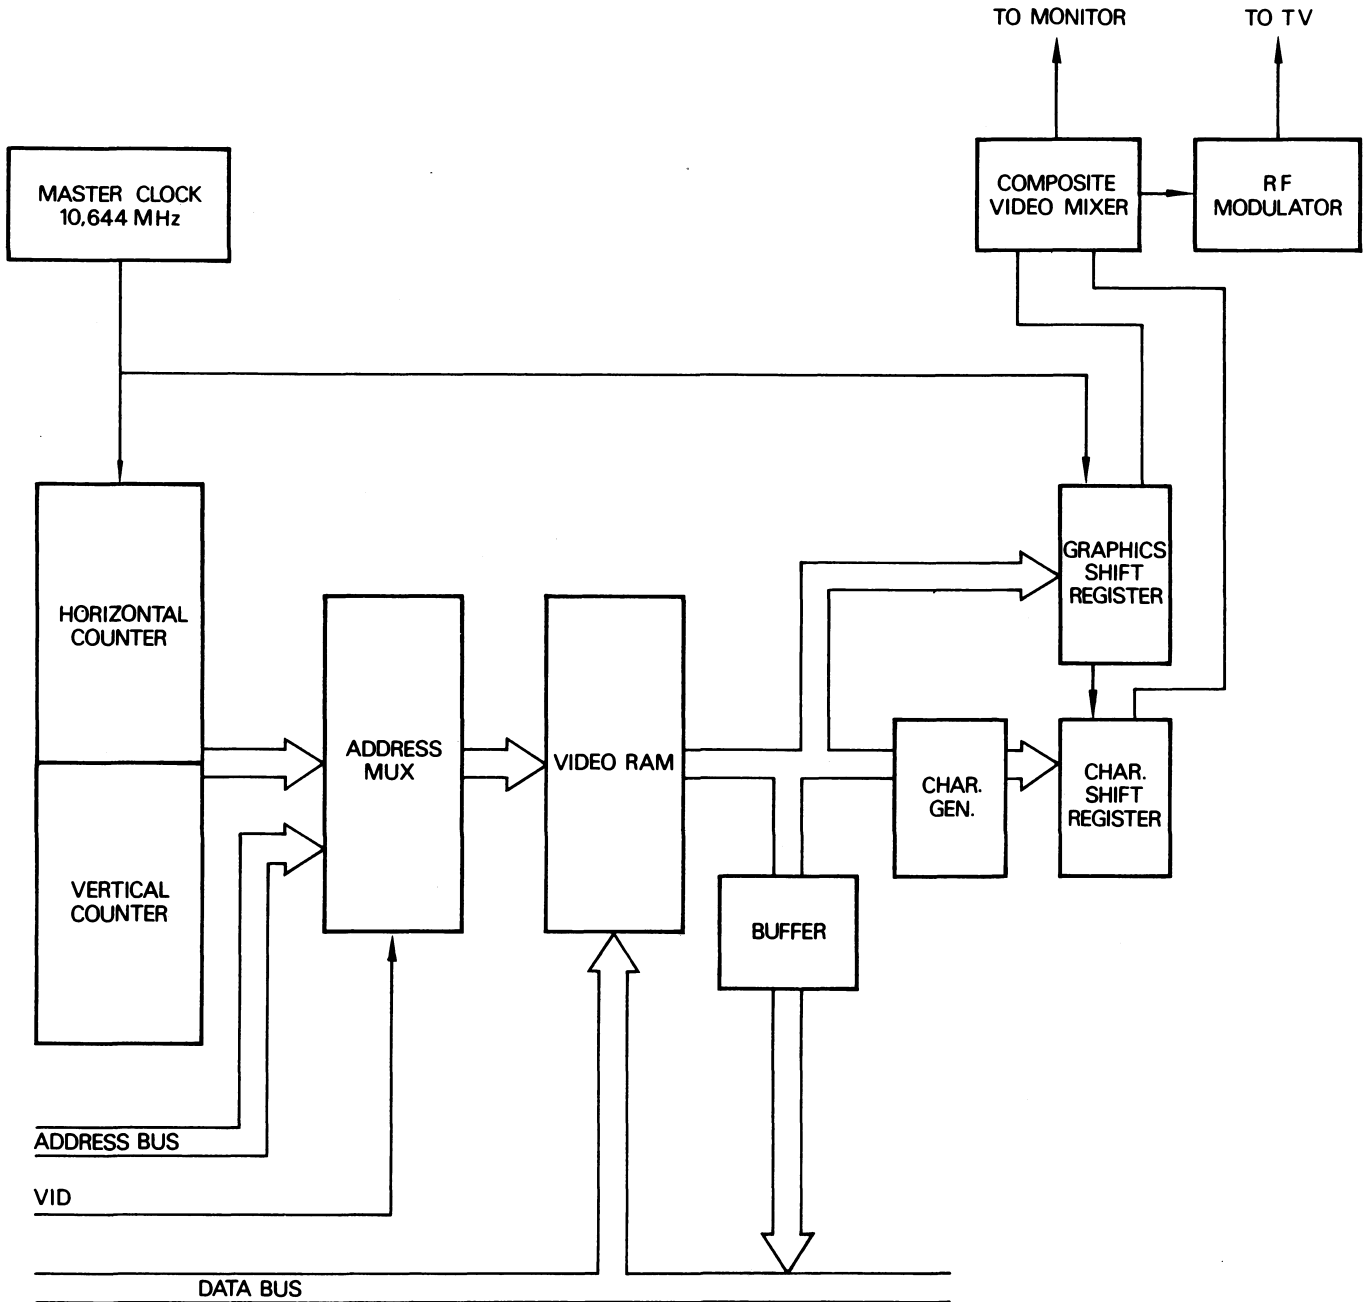 TO MONITOR
TO TV
MASTER CLOCK
10,644 MHz
COMPOSITE
VIDEO MIXER
RF
MODULATOR
HORIZONTAL
COUNTER
GRAPHICS
SHIFT
REGISTER
ADDRESS
MUX
VIDEO RAM
CHAR.
GEN.
CHAR.
SHIFT
REGISTER
VERTICAL
COUNTER
BUFFER
ADDRESS BUS
VID
DATA BUS